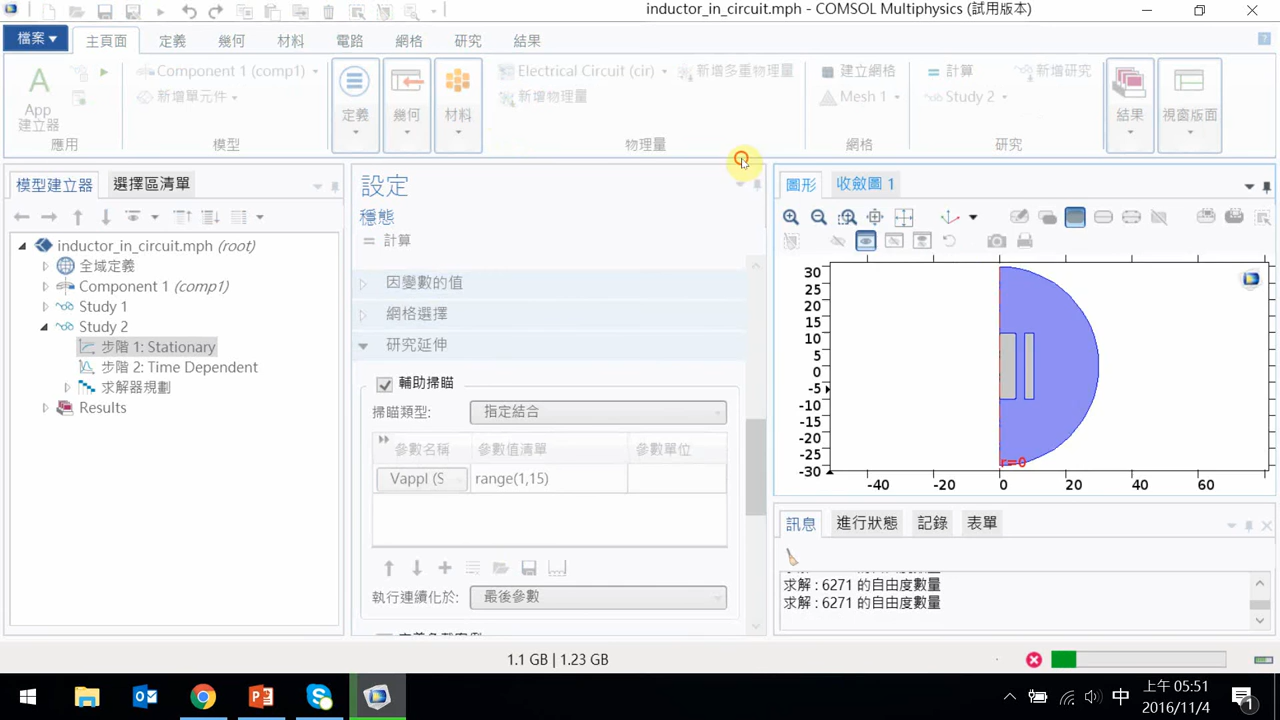 inductor_in_circuit.mph - COMSOL Multiphysics (試用版本)
檔案 主頁面 定義 幾何 材料 電路 網格 研究 結果
App 建立器
應用
Component 1 (comp1)
新增單元件
模型
定義
幾何
材料
Electrical Circuit (cir) 新增多重物理量
新增物理量
物理量
建立網格
Mesh 1
網格
計算 新增研究
Study 2
研究
結果
視窗版面
模型建立器 選擇區清單
inductor_in_circuit.mph (root)
全域定義
Component 1 (comp1)
Study 1
Study 2
步階 1: Stationary
步階 2: Time Dependent
求解器規劃
Results
設定
穩態
= 計算
因變數的值
網格選擇
研究延伸
輔助掃瞄
掃瞄類型: 指定結合
參數名稱 參數值清單 參數單位
Vappl (S range(1,15)
執行連續化於: 最後參數
圖形 收斂圖 1
30
25
20
15
10
5
0
-5
-10
-15
-20
-25
-30
r=0
-40 -20 0 20 40 60
訊息 進行狀態 記錄 表單
求解 : 6271 的自由度數量
求解 : 6271 的自由度數量
1.1 GB | 1.23 GB
中
上午 05:51
2016/11/4
1